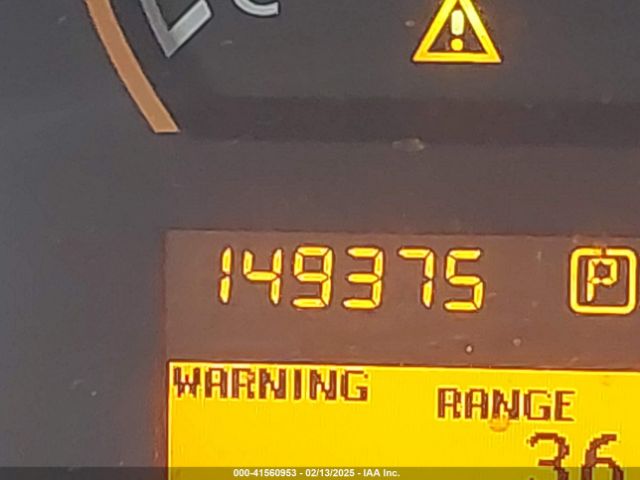 !
149375 P
WARNING
RANGE
36
000-41560953 - 02/13/2025 - IAA Inc.